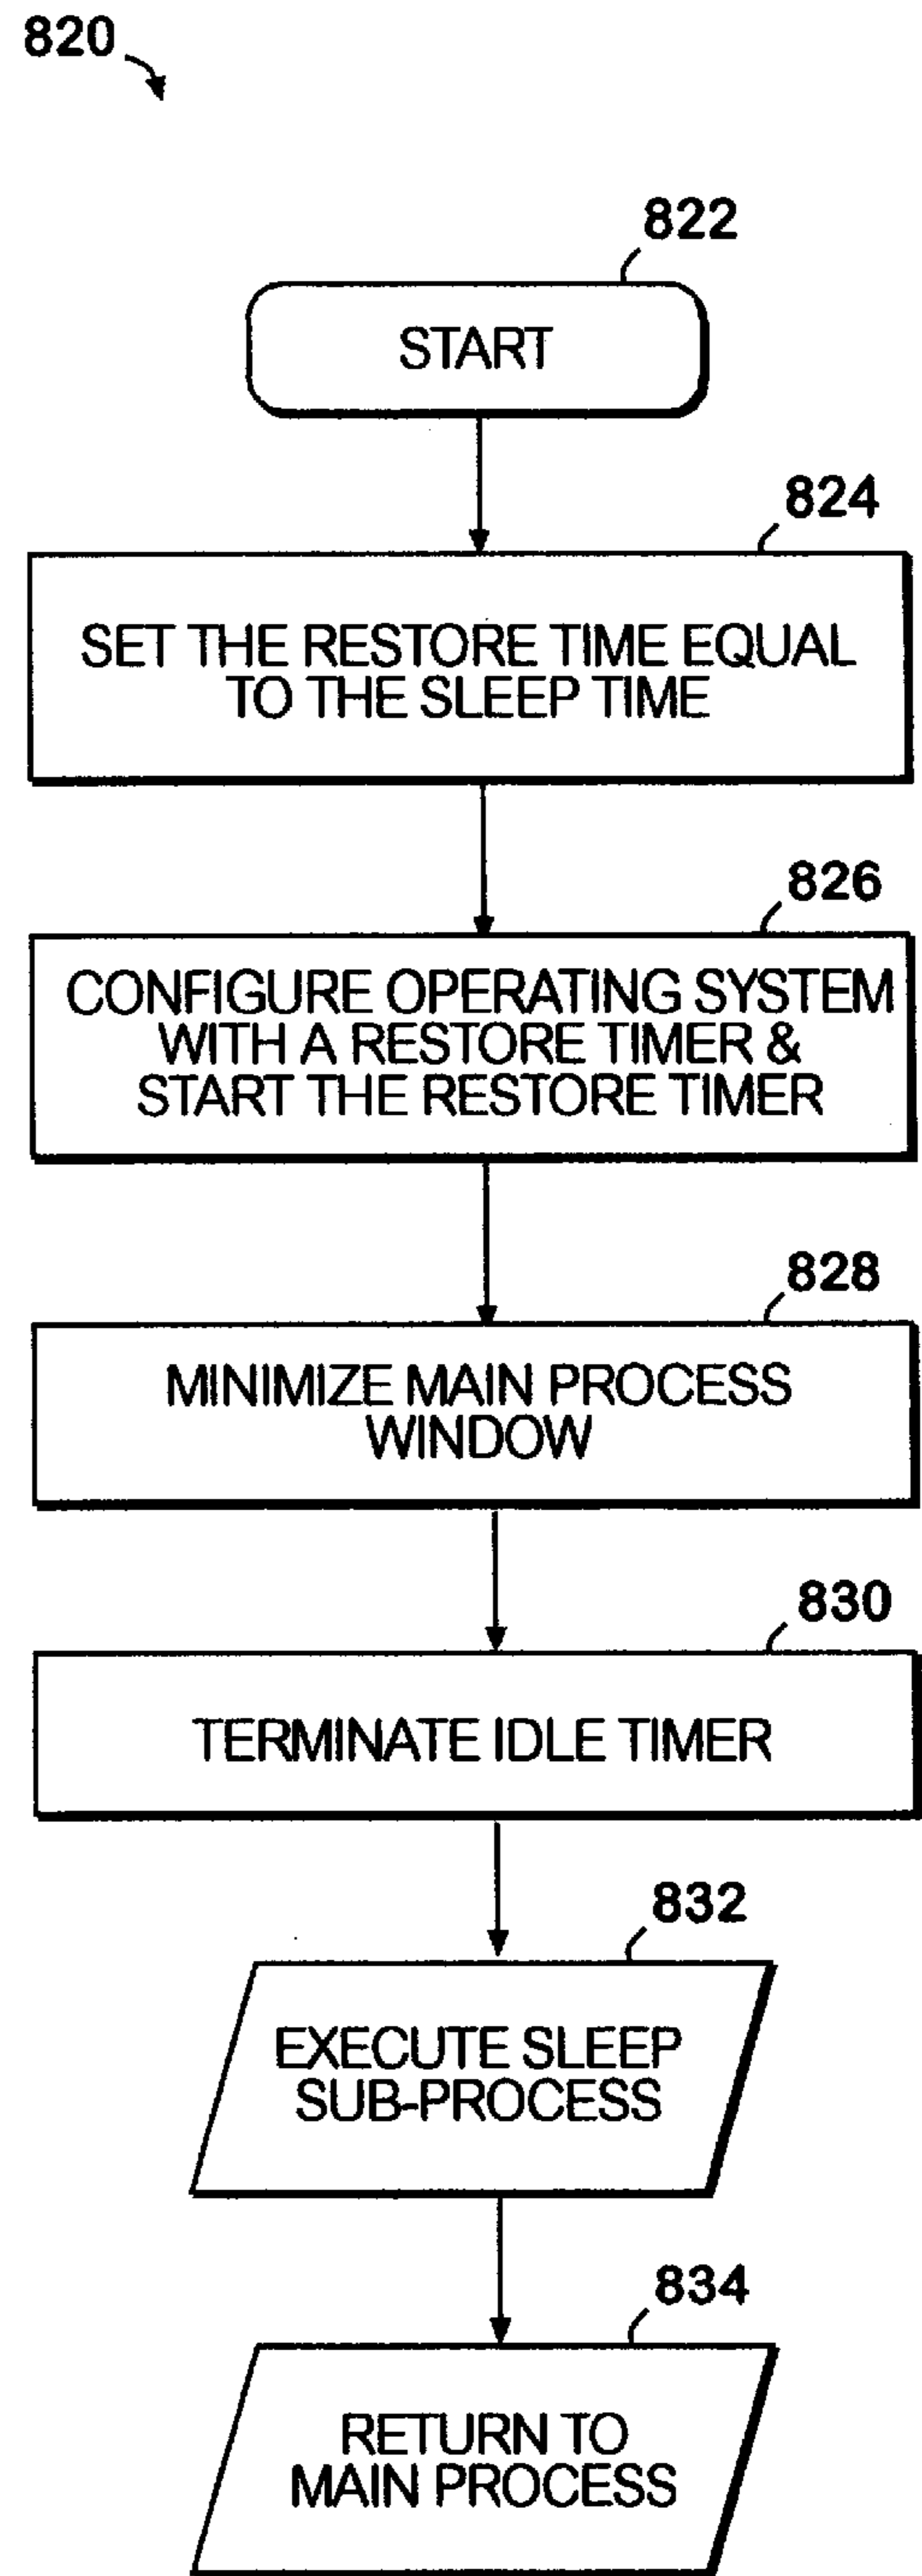 820
822
START
824
SET THE RESTORE TIME EQUAL
TO THE SLEEP TIME
826
CONFIGURE OPERATING SYSTEM
WITH A RESTORE TIMER &
START THE RESTORE TIMER
828
MINIMIZE MAIN PROCESS
WINDOW
830
TERMINATE IDLE TIMER
832
EXECUTE SLEEP
SUB-PROCESS
834
RETURN TO
MAIN PROCESS